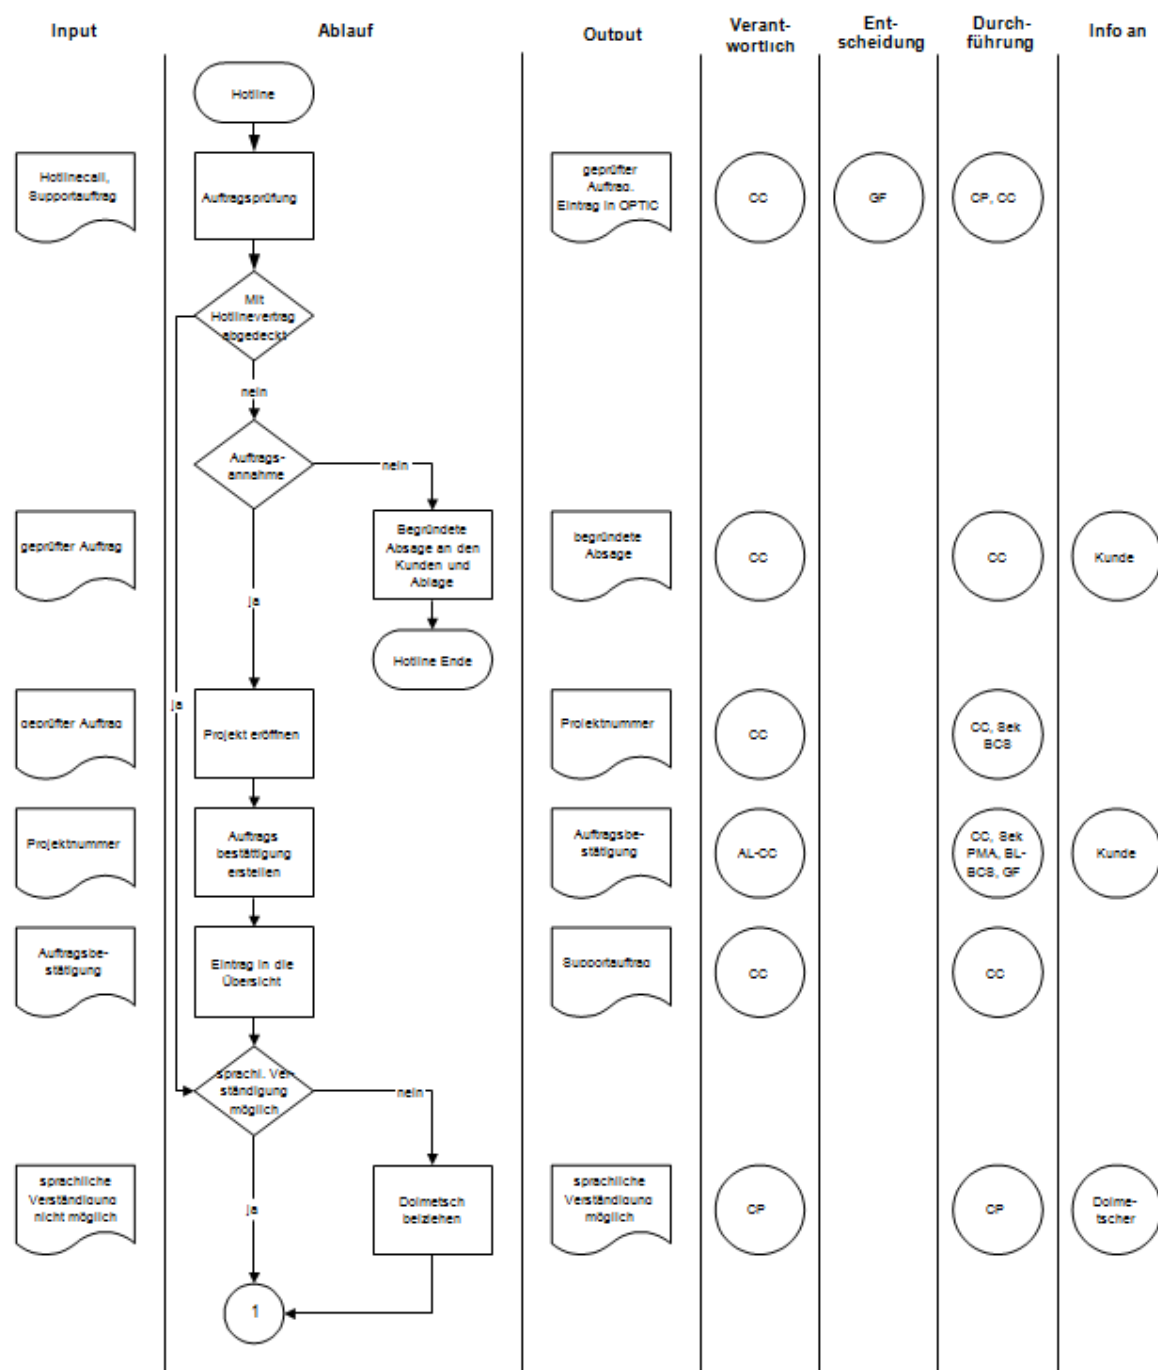 Input
Ablauf
Output
Verant-
wortlich
Ent-
scheidung
Durch-
führung
Info an
Hotline
Hotlinecall,
Supportauftrag
Auftragsprüfung
geprüfter
Auftrag.
Eintrag in OPTIC
CC
GF
CP, CC
Mit
Hotlinevertrag
abgedeckt
nein
Auftrags-
annahme
nein
geprüfter Auftrag
Begründete
Absage an den
Kunden und
Ablage
begründete
Absage
CC
CC
Kunde
ja
Hotline Ende
ja
geprüfter Auftrag
Projekt eröffnen
Projektnummer
CC
CC, Sek
BCS
Projektnummer
Auftrags
bestättigung
erstellen
Auftragsbe-
stätigung
AL-CC
CC, Sek
PMA, BL-
BCS, GF
Kunde
Auftragsbe-
stätigung
Eintrag in die
Übersicht
Supportauftrag
CC
CC
sprachl. Ver-
ständigung
möglich
nein
sprachliche
Verständigung
nicht möglich
ja
Dolmetsch
beiziehen
sprachliche
Verständigung
möglich
CP
CP
Dolme-
tscher
1